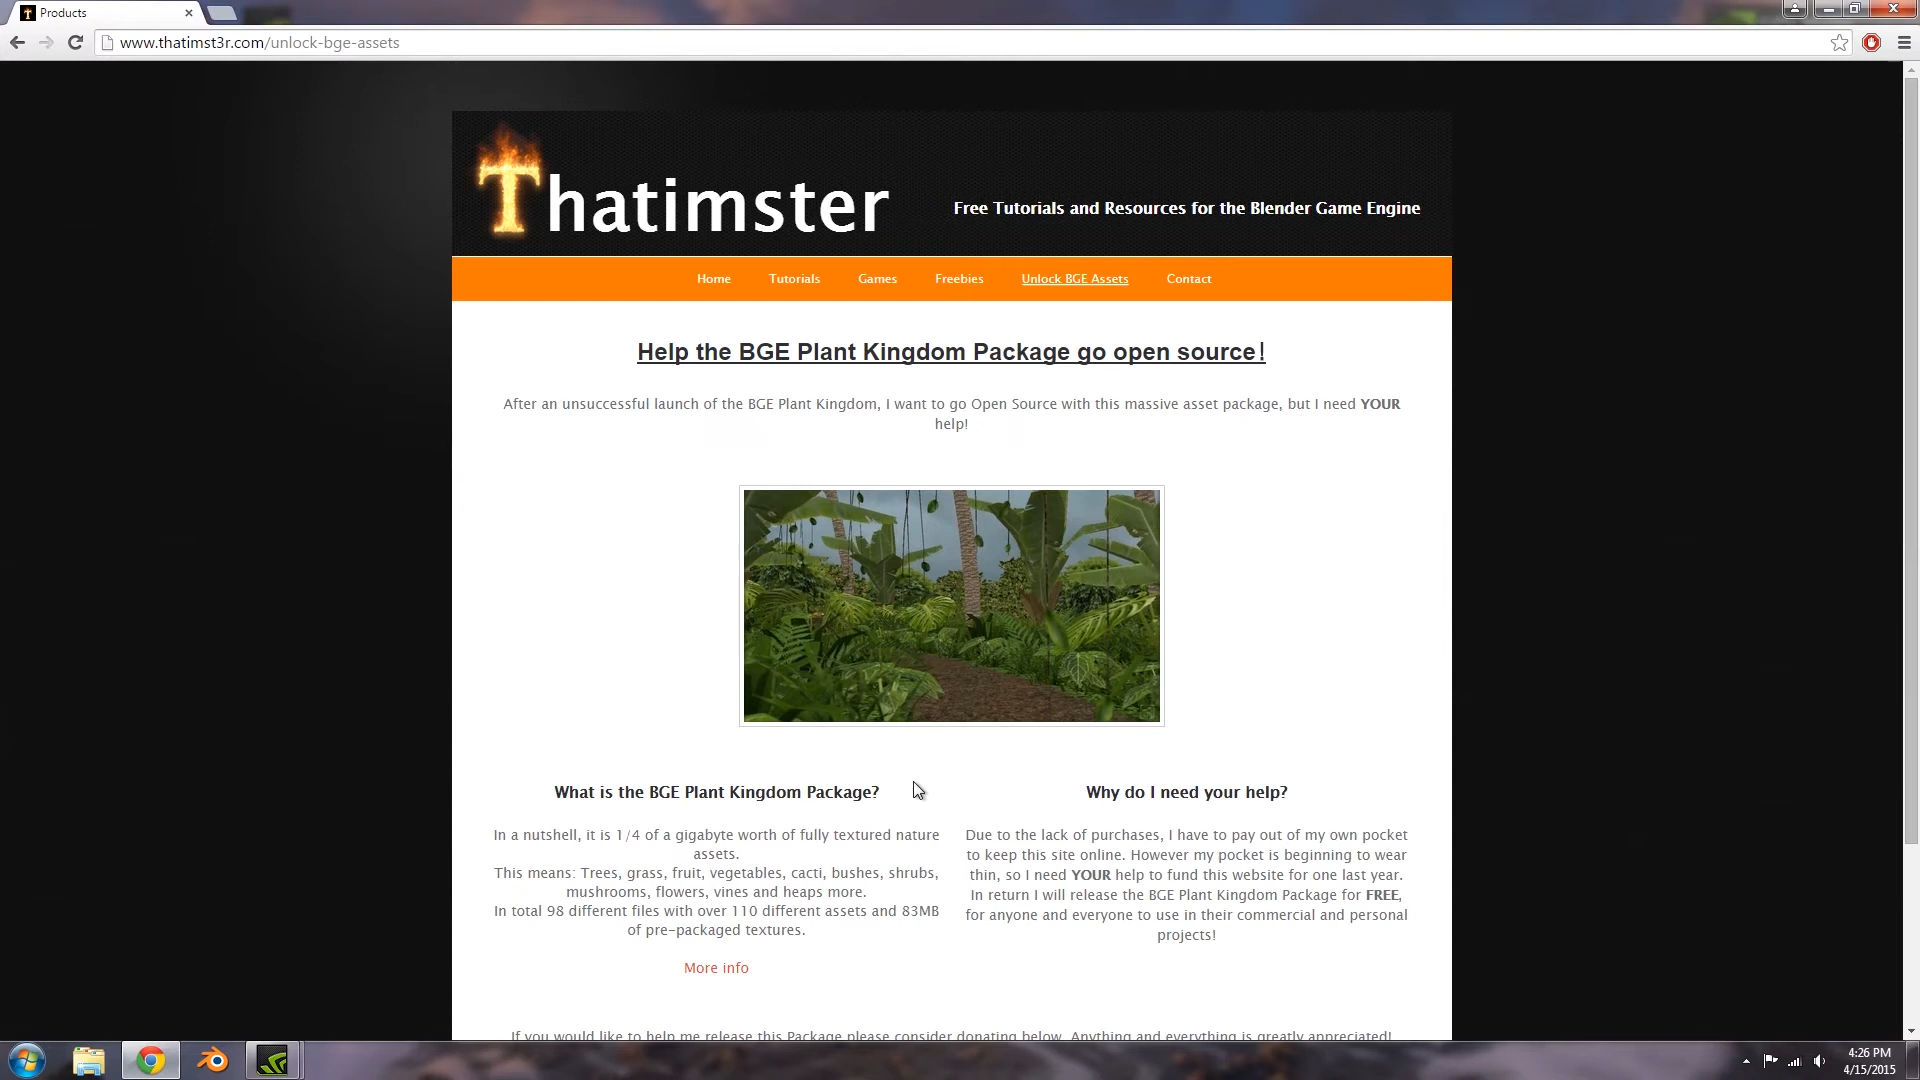 Products
www.thatimst3r.com/unlock-bge-assets
Thatimster
Free Tutorials and Resources for the Blender Game Engine
Home Tutorials Games Freebies Unlock BGE Assets Contact
Help the BGE Plant Kingdom Package go open source!
After an unsuccessful launch of the BGE Plant Kingdom, I want to go Open Source with this massive asset package, but I need YOUR
help!
What is the BGE Plant Kingdom Package?
In a nutshell, it is 1/4 of a gigabyte worth of fully textured nature
assets.
This means: Trees, grass, fruit, vegetables, cacti, bushes, shrubs,
mushrooms, flowers, vines and heaps more.
In total 98 different files with over 110 different assets and 83MB
of pre-packaged textures.
More info
Why do I need your help?
Due to the lack of purchases, I have to pay out of my own pocket
to keep this site online. However my pocket is beginning to wear
thin, so I need YOUR help to fund this website for one last year.
In return I will release the BGE Plant Kingdom Package for FREE,
for anyone and everyone to use in their commercial and personal
projects!
If you would like to help me release this Package please consider donating below. Anything and everything is greatly appreciated!
4:26 PM
4/15/2015